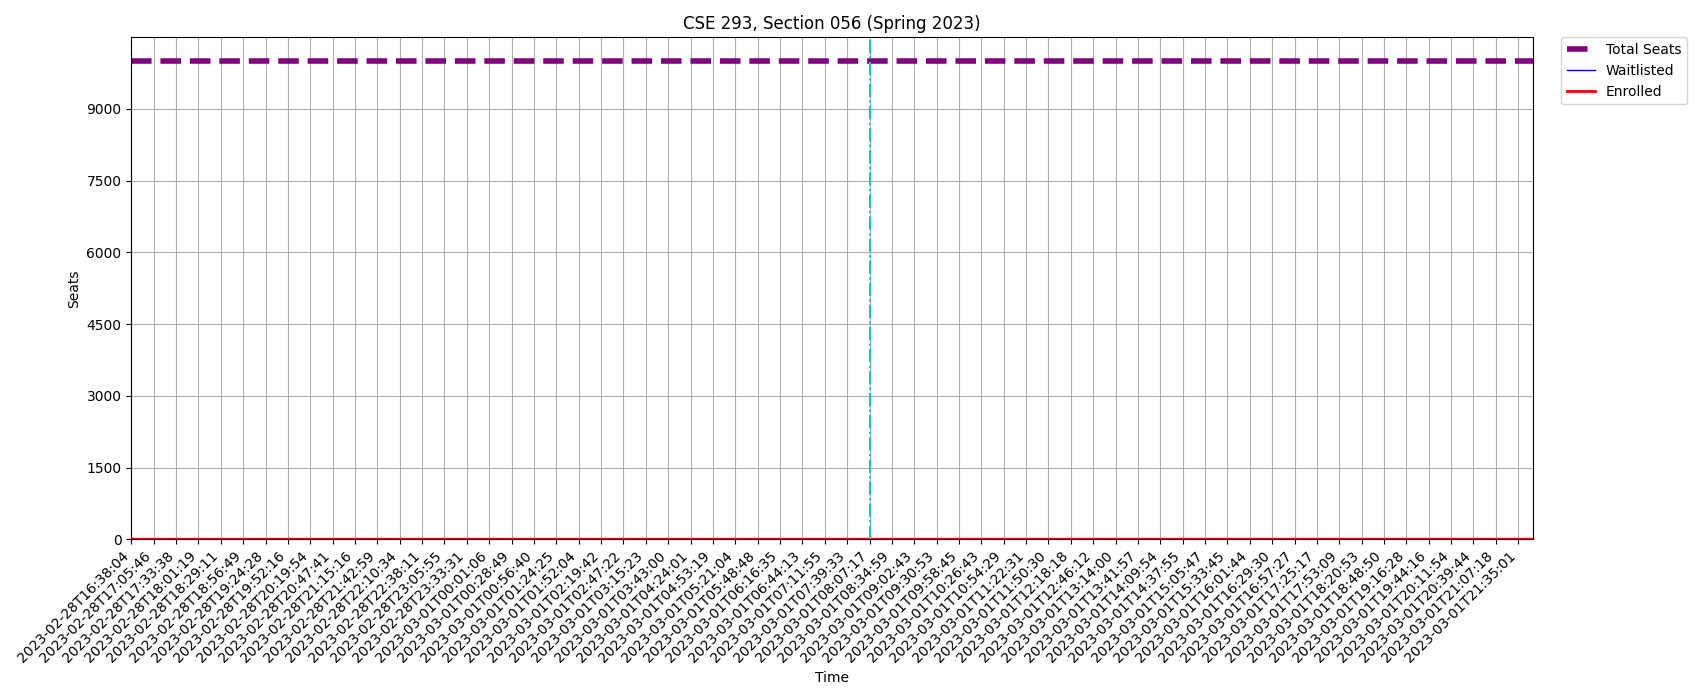 CSE 293, Section 056 (Spring 2023)
Total Seats
Waitlisted
Enrolled
Seats
9000
7500
6000
4500
3000
1500
0
2023-02-28T16:38:04
2023-02-28T17:05:46
2023-02-28T17:33:38
2023-02-28T18:01:19
2023-02-28T18:29:11
2023-02-28T18:56:49
2023-02-28T19:24:28
2023-02-28T19:52:16
2023-02-28T20:19:54
2023-02-28T20:47:41
2023-02-28T21:15:16
2023-02-28T21:42:59
2023-02-28T22:10:34
2023-02-28T22:38:11
2023-02-28T23:05:55
2023-02-28T23:33:31
2023-03-01T00:01:06
2023-03-01T00:28:49
2023-03-01T00:56:40
2023-03-01T01:24:25
2023-03-01T01:52:04
2023-03-01T02:19:42
2023-03-01T02:47:22
2023-03-01T03:15:23
2023-03-01T03:43:00
2023-03-01T04:24:01
2023-03-01T04:53:19
2023-03-01T05:21:04
2023-03-01T05:48:48
2023-03-01T06:16:35
2023-03-01T06:44:13
2023-03-01T07:11:55
2023-03-01T07:39:33
2023-03-01T08:07:17
2023-03-01T08:34:59
2023-03-01T09:02:43
2023-03-01T09:30:53
2023-03-01T09:58:45
2023-03-01T10:26:43
2023-03-01T10:54:29
2023-03-01T11:22:31
2023-03-01T11:50:30
2023-03-01T12:18:18
2023-03-01T12:46:12
2023-03-01T13:14:00
2023-03-01T13:41:57
2023-03-01T14:09:54
2023-03-01T14:37:55
2023-03-01T15:05:47
2023-03-01T15:33:45
2023-03-01T16:01:44
2023-03-01T16:29:30
2023-03-01T16:57:27
2023-03-01T17:25:17
2023-03-01T17:53:09
2023-03-01T18:20:53
2023-03-01T18:48:50
2023-03-01T19:16:28
2023-03-01T19:44:16
2023-03-01T20:11:54
2023-03-01T20:39:44
2023-03-01T21:07:18
2023-03-01T21:35:01
Time